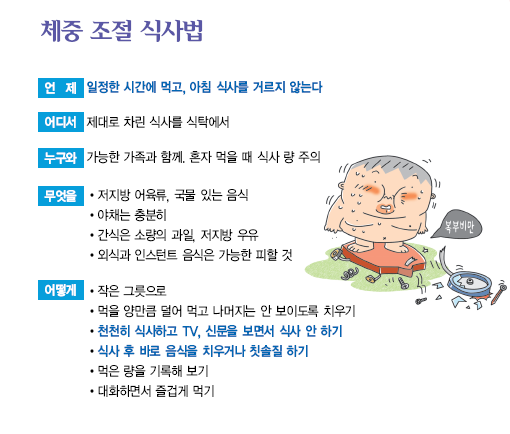 체중 조절 식사법
언 제 일정한 시간에 먹고, 아침 식사를 거르지 않는다
어디서 제대로 차린 식사를 식탁에서
누구와 가능한 가족과 함께. 혼자 먹을 때 식사 량 주의
무엇을 • 저지방 어육류, 국물 있는 음식
• 야채는 충분히
• 간식은 소량의 과일, 저지방 우유
• 외식과 인스턴트 음식은 가능한 피할 것
복부비만
어떻게 • 작은 그릇으로
• 먹을 양만큼 덜어 먹고 나머지는 안 보이도록 치우기
• 천천히 식사하고 TV, 신문을 보면서 식사 안 하기
• 식사 후 바로 음식을 치우거나 칫솔질 하기
• 먹은 량을 기록해 보기
• 대화하면서 즐겁게 먹기